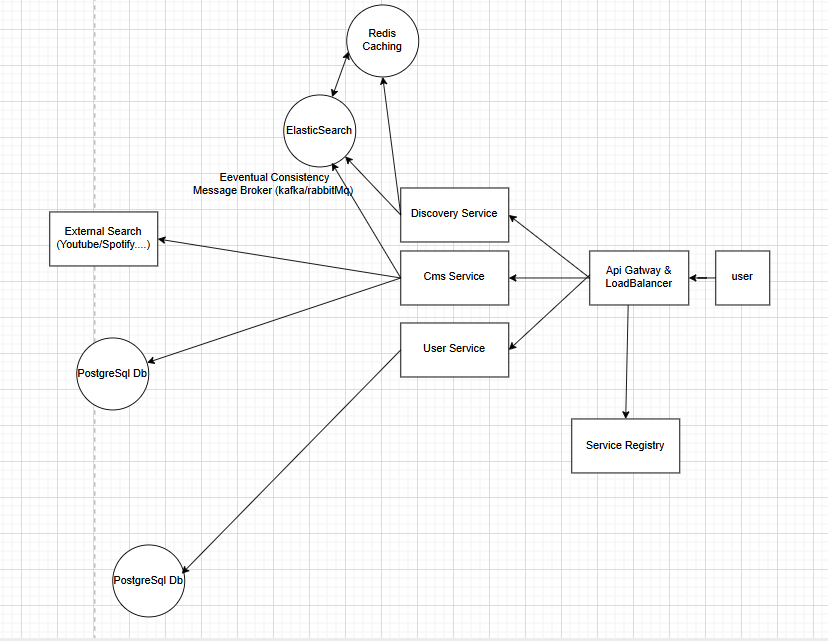 Redis
Caching
ElasticSearch
Eeventual Consistency
Message Broker (kafka/rabbitMq)
Discovery Service
External Search
(Youtube/Spotify....)
Cms Service
Api Gatway &
LoadBalancer
user
User Service
PostgreSql Db
Service Registry
PostgreSql Db